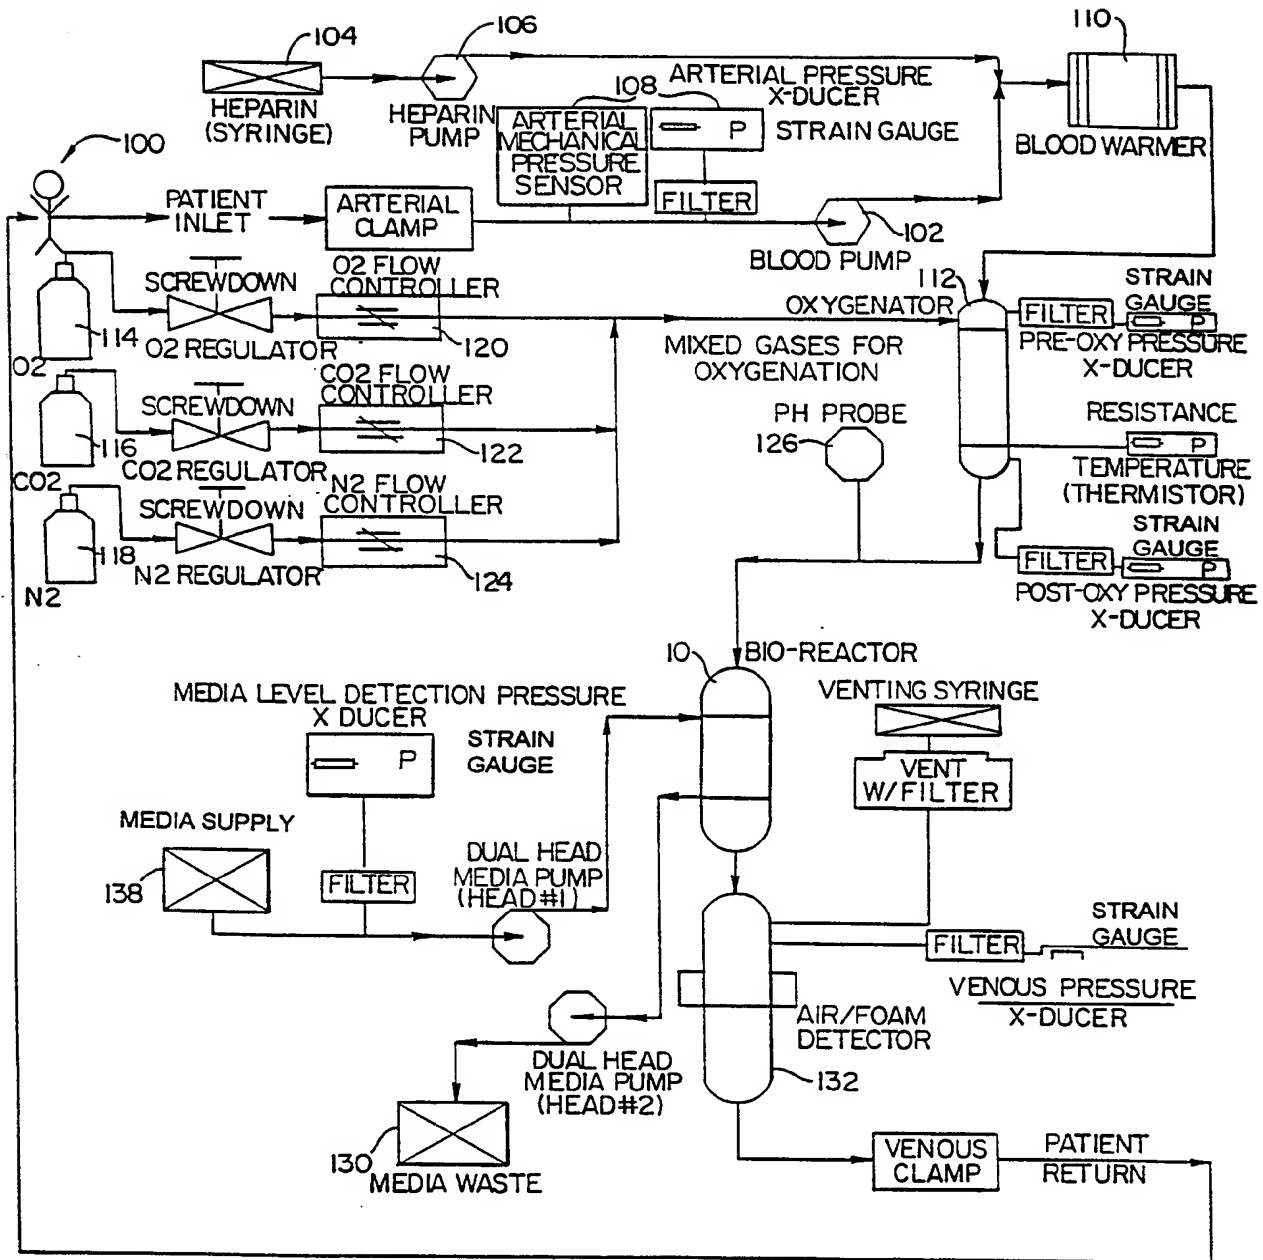 104
106
110
HEPARIN
(SYRINGE)
HEPARIN
PUMP
ARTERIAL PRESSURE
X-DUCER
108
ARTERIAL
MECHANICAL
PRESSURE
SENSOR
P
STRAIN GAUGE
FILTER
BLOOD WARMER
100
PATIENT
INLET
ARTERIAL
CLAMP
102
BLOOD PUMP
SCREWDOWN
O2 FLOW
CONTROLLER
112
OXYGENATOR
FILTER
STRAIN
GAUGE
P
114
O2
O2 REGULATOR
120
MIXED GASES FOR
OXYGENATION
PRE-OXY PRESSURE
X-DUCER
SCREWDOWN
CO2 FLOW
CONTROLLER
PH PROBE
126
RESISTANCE
P
116
CO2
CO2 REGULATOR
122
TEMPERATURE
(THERMISTOR)
SCREWDOWN
N2 FLOW
CONTROLLER
118
N2
N2 REGULATOR
124
STRAIN
GAUGE
FILTER
P
POST-OXY PRESSURE
X-DUCER
10
BIO-REACTOR
MEDIA LEVEL DETECTION PRESSURE
X DUCER
P
STRAIN
GAUGE
VENTING SYRINGE
VENT
W/FILTER
MEDIA SUPPLY
138
FILTER
DUAL HEAD
MEDIA PUMP
(HEAD#1)
STRAIN
GAUGE
FILTER
VENOUS PRESSURE
X-DUCER
AIR/FOAM
DETECTOR
132
DUAL HEAD
MEDIA PUMP
(HEAD#2)
130
MEDIA WASTE
VENOUS
CLAMP
PATIENT
RETURN